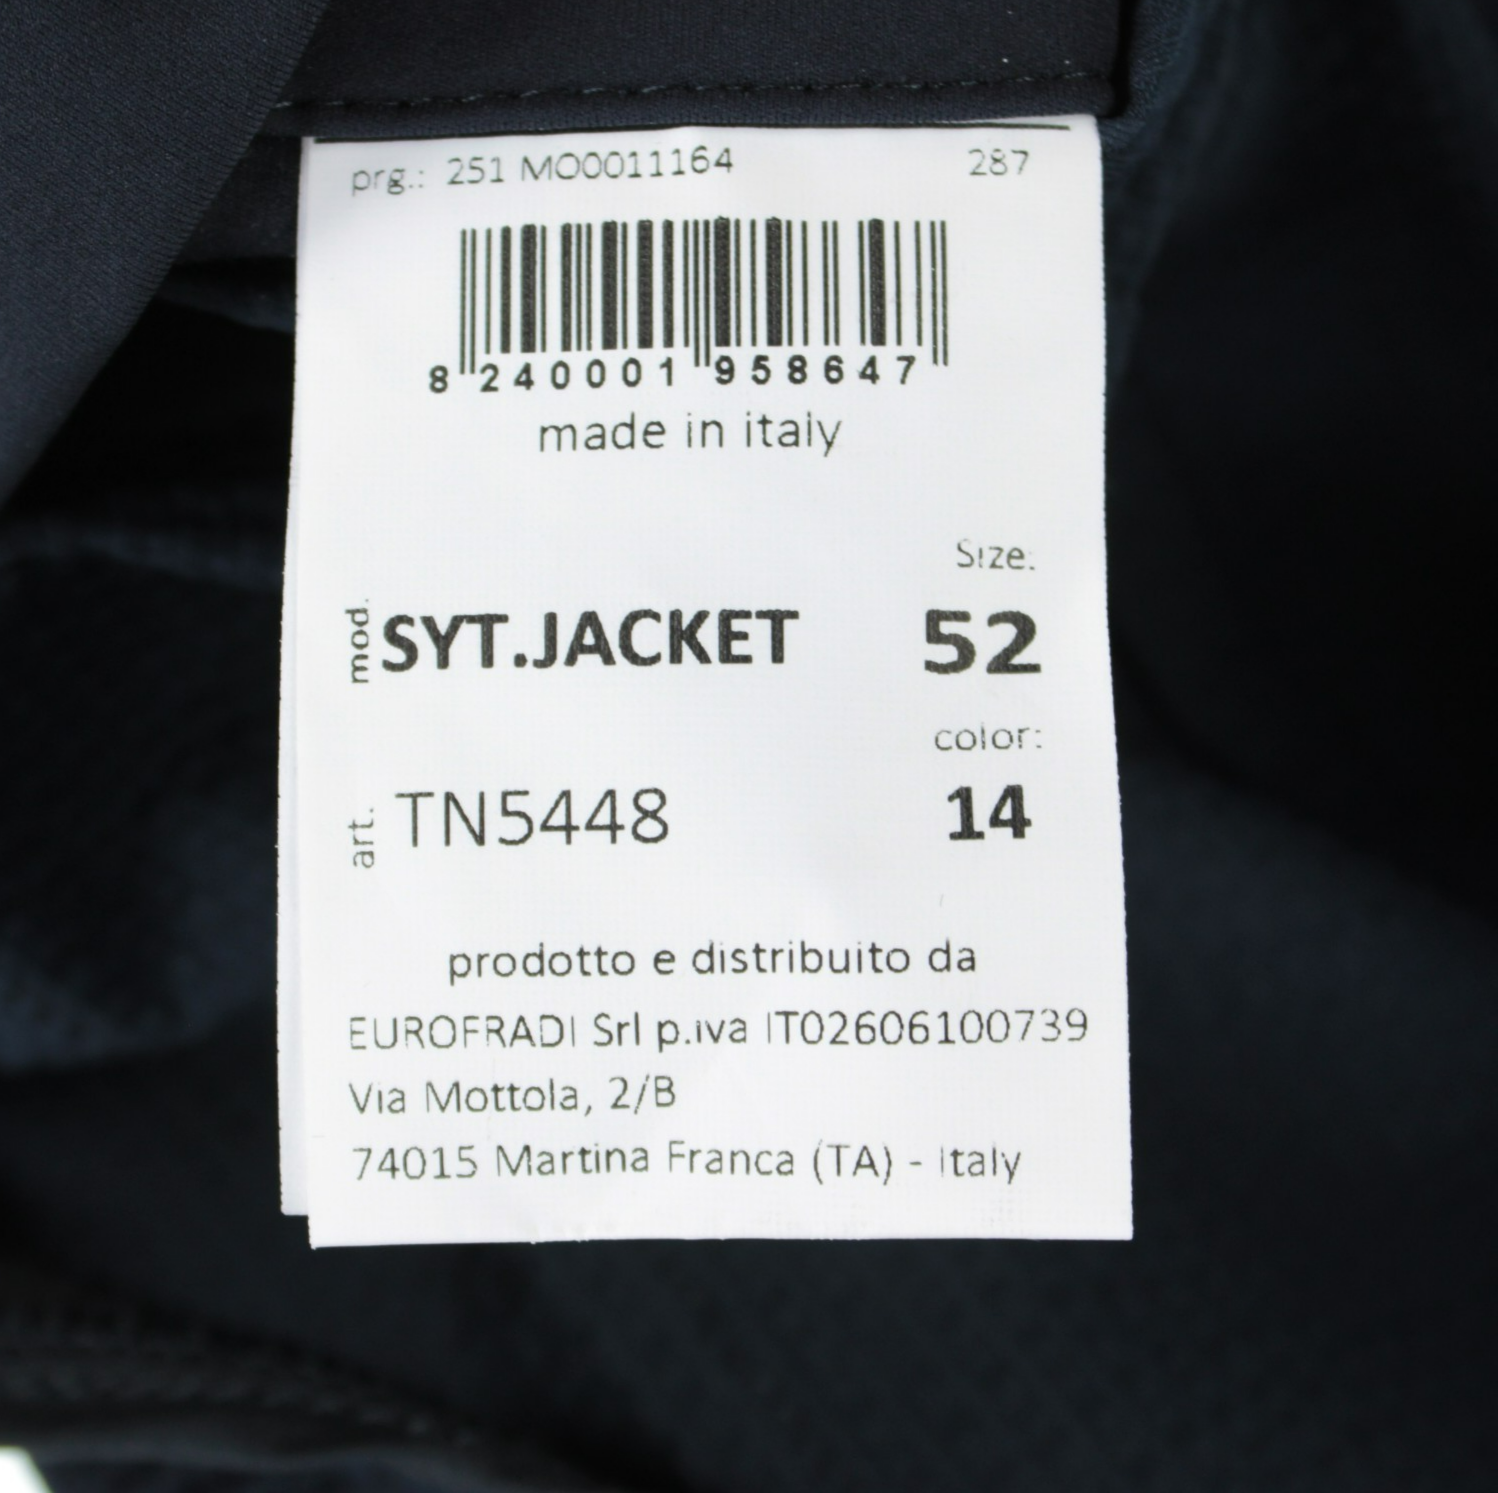 prg.: 251 MO0011164 287
8 240001 958647
made in italy
Size:
mod. SYT.JACKET 52
color:
art. TN5448 14
prodotto e distribuito da
EUROFRADI Srl p.iva IT02606100739
Via Mottola, 2/B
74015 Martina Franca (TA) - Italy